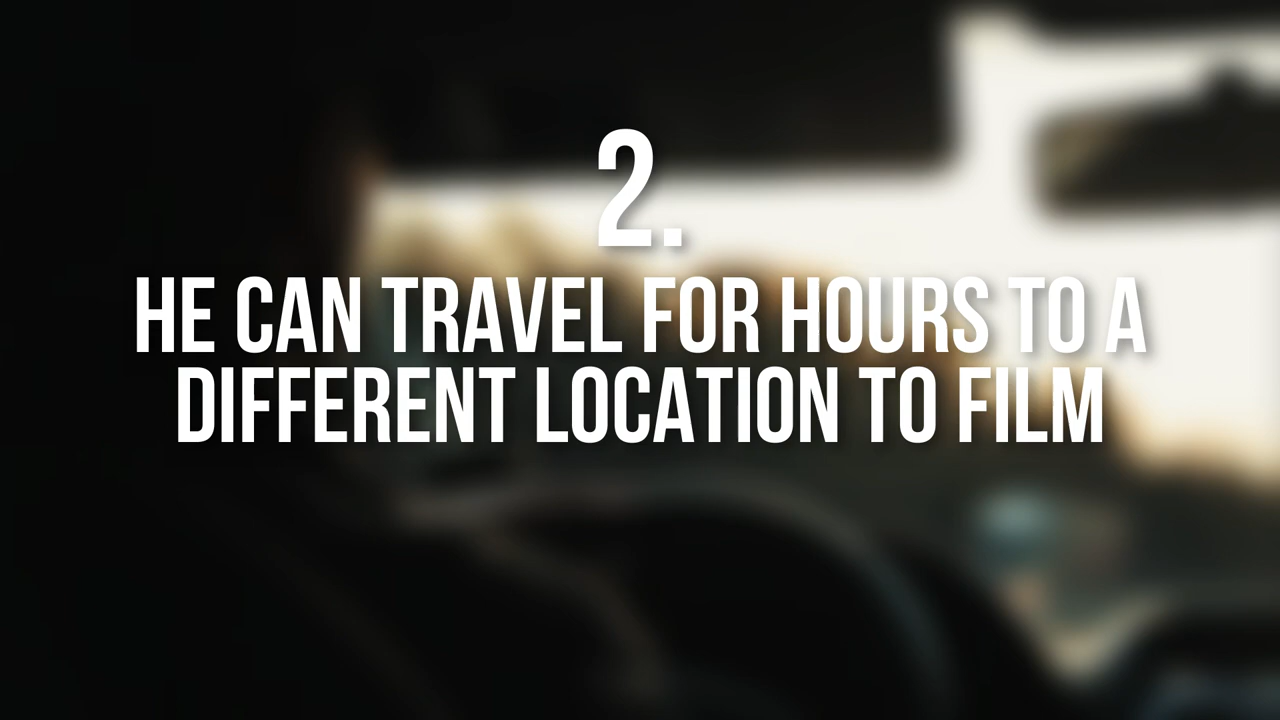 2.
HE CAN TRAVEL FOR HOURS TO A
DIFFERENT LOCATION TO FILM